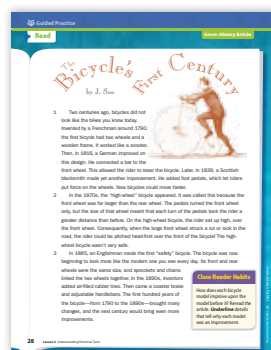 Guided Practice
Read
Genre: History Article
The Bicycle's First Century
by J. Soo
1 Two centuries ago, bicycles did not
look like the bikes you know today.
Invented by a Frenchman around 1790,
the first bicycle had two wheels and a
wooden frame. It worked like a scooter.
Then, in 1816, a German improved on
this design. He connected a bar to the
front wheel. This allowed the rider to steer the bicycle. Later, in 1839, a Scottish
blacksmith made yet another improvement. He added foot pedals, which let riders
put force on the wheels. Now bicycles could move faster.
2 In the 1870s, the "high-wheel" bicycle appeared. It was called this because the
front wheel was far larger than the rear wheel. The pedals turned the front wheel
only, but the size of that wheel meant that each turn of the pedals took the rider a
greater distance than before. On the high-wheel bicycle, the rider sat up high, over
the front wheel. Consequently, when the large front wheel struck a rut or rock in the
road, the rider could be pitched head-first over the front of the bicycle! The high-
wheel bicycle wasn't very safe.
3 In 1885, an Englishman made the first "safety" bicycle. The bicycle was now
beginning to look more like the modern one you see every day. Its front and rear
wheels were the same size, and sprockets and chains
linked the two wheels together. In the 1890s, inventors
added air-filled rubber tires. Then came a coaster brake
and adjustable handlebars. The first hundred years of
the bicycle—from 1790 to the 1890s—brought many
changes, and the next century would bring even more
improvements.
Close Reader Habits
How does each bicycle
model improve upon the
model before it? Reread the
article. Underline details
that tell why each model
was an improvement.
28